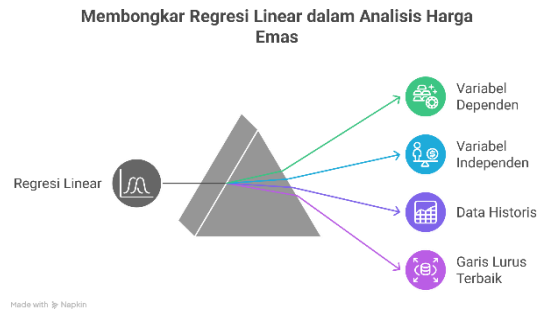 Membongkar Regresi Linear dalam Analisis Harga
Emas
Variabel
Dependen
Variabel
Independen
Regresi Linear
Data Historis
Garis Lurus
Terbaik
Made with Napkin